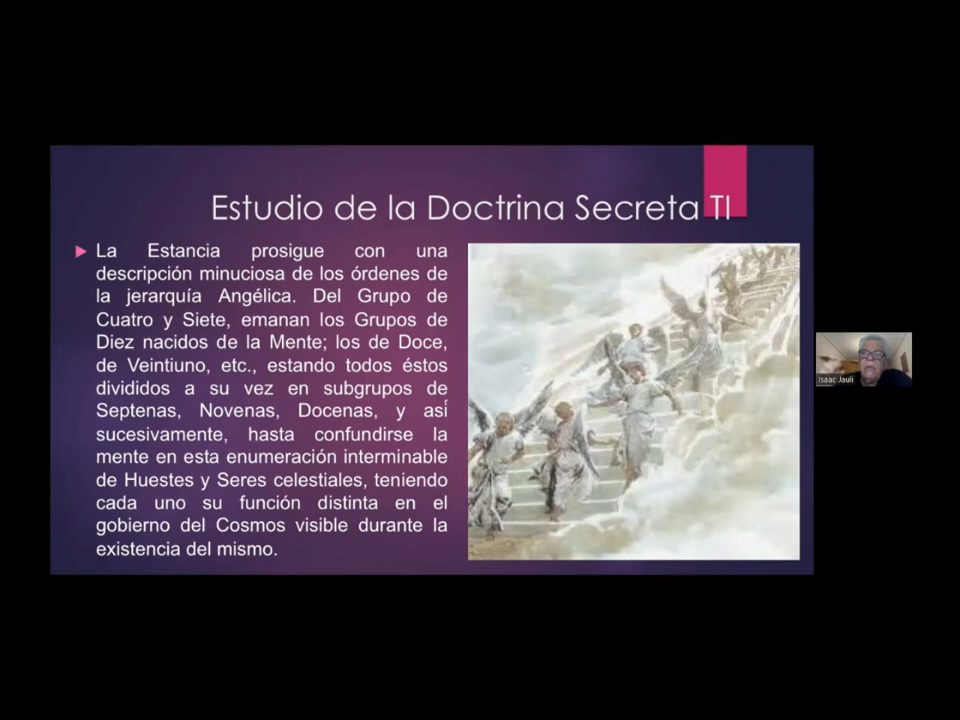 Estudio de la Doctrina Secreta TI
La Estancia prosigue con una
descripción minuciosa de los órdenes de
la jerarquía Angélica. Del Grupo de
Cuatro y Siete, emanan los Grupos de
Diez nacidos de la Mente; los de Doce,
de Veintiuno, etc., estando todos éstos
divididos a su vez en subgrupos de
Septenas, Novenas, Docenas, y así
sucesivamente, hasta confundirse la
mente en esta enumeración interminable
de Huestes y Seres celestiales, teniendo
cada uno su función distinta en el
gobierno del Cosmos visible durante la
existencia del mismo.
Isaac Jauli